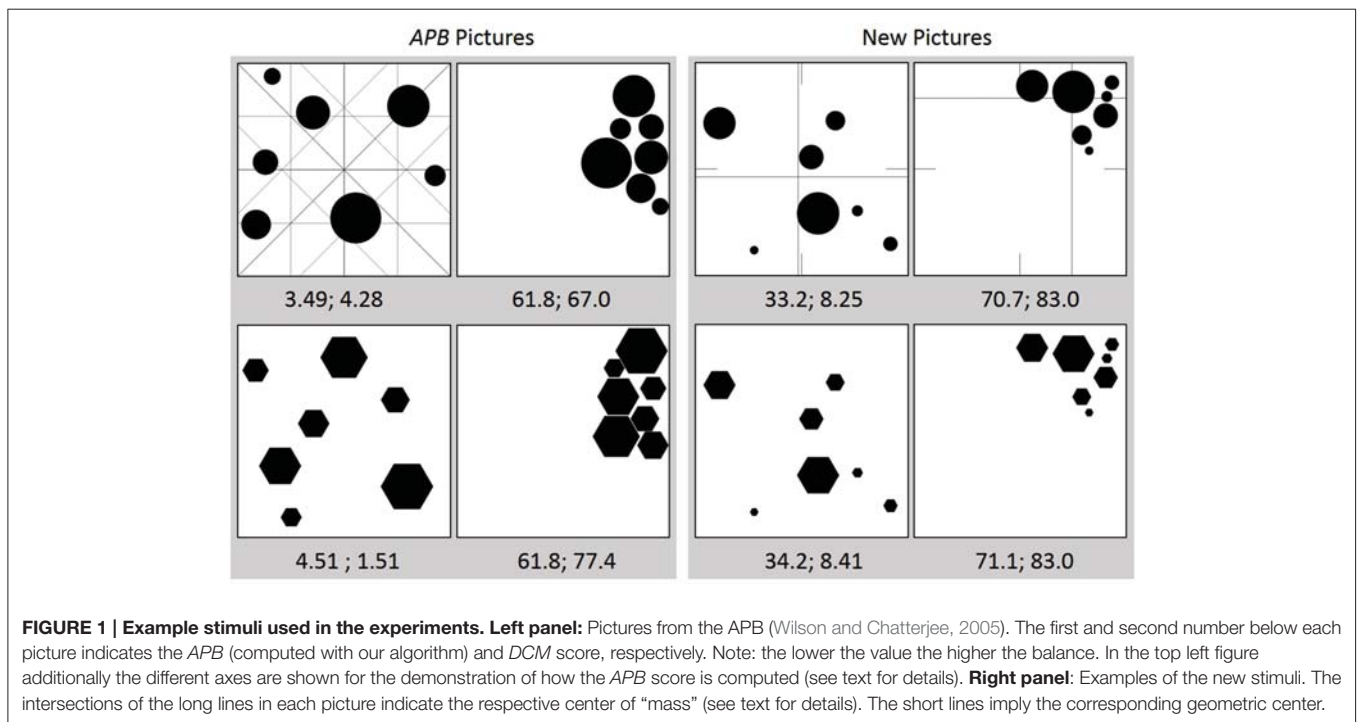 APB Pictures
New Pictures
3.49; 4.28
61.8; 67.0
33.2; 8.25
70.7; 83.0
4.51 ; 1.51
61.8; 77.4
34.2; 8.41
71.1; 83.0
FIGURE 1 | Example stimuli used in the experiments. Left panel: Pictures from the APB (Wilson and Chatterjee, 2005). The first and second number below each
picture indicates the APB (computed with our algorithm) and DCM score, respectively. Note: the lower the value the higher the balance. In the top left figure
additionally the different axes are shown for the demonstration of how the APB score is computed (see text for details). Right panel: Examples of the new stimuli. The
intersections of the long lines in each picture indicate the respective center of “mass” (see text for details). The short lines imply the corresponding geometric center.